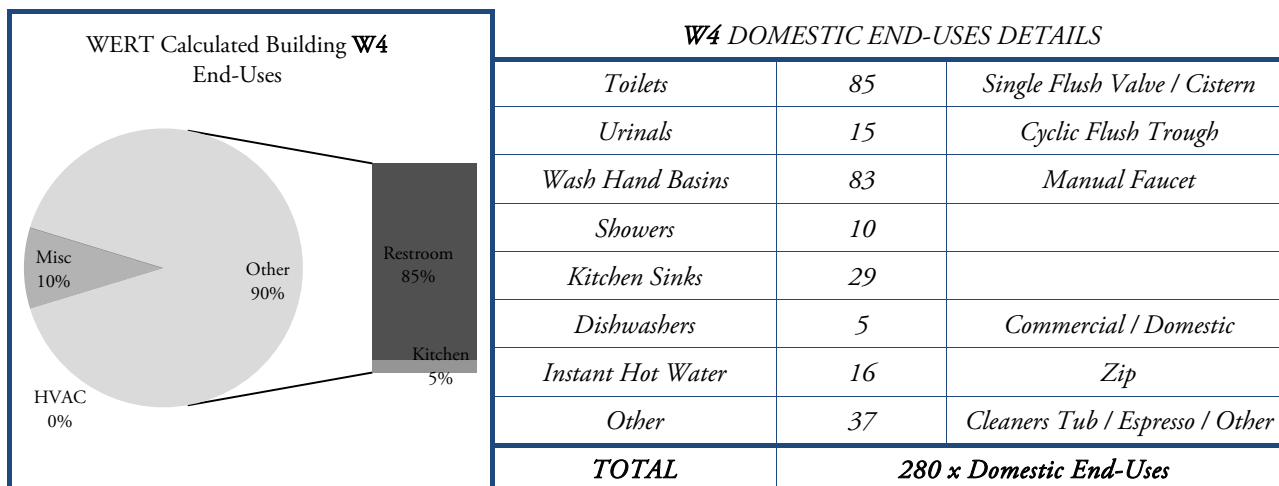 WERT Calculated Building W4
End-Uses
Misc
10%
Other
90%
HVAC
0%
Restroom
85%
Kitchen
5%
W4 DOMESTIC END-USES DETAILS
Toilets 85 Single Flush Valve / Cistern
Urinals 15 Cyclic Flush Trough
Wash Hand Basins 83 Manual Faucet
Showers 10
Kitchen Sinks 29
Dishwashers 5 Commercial / Domestic
Instant Hot Water 16 Zip
Other 37 Cleaners Tub / Espresso / Other
TOTAL 280 x Domestic End-Uses